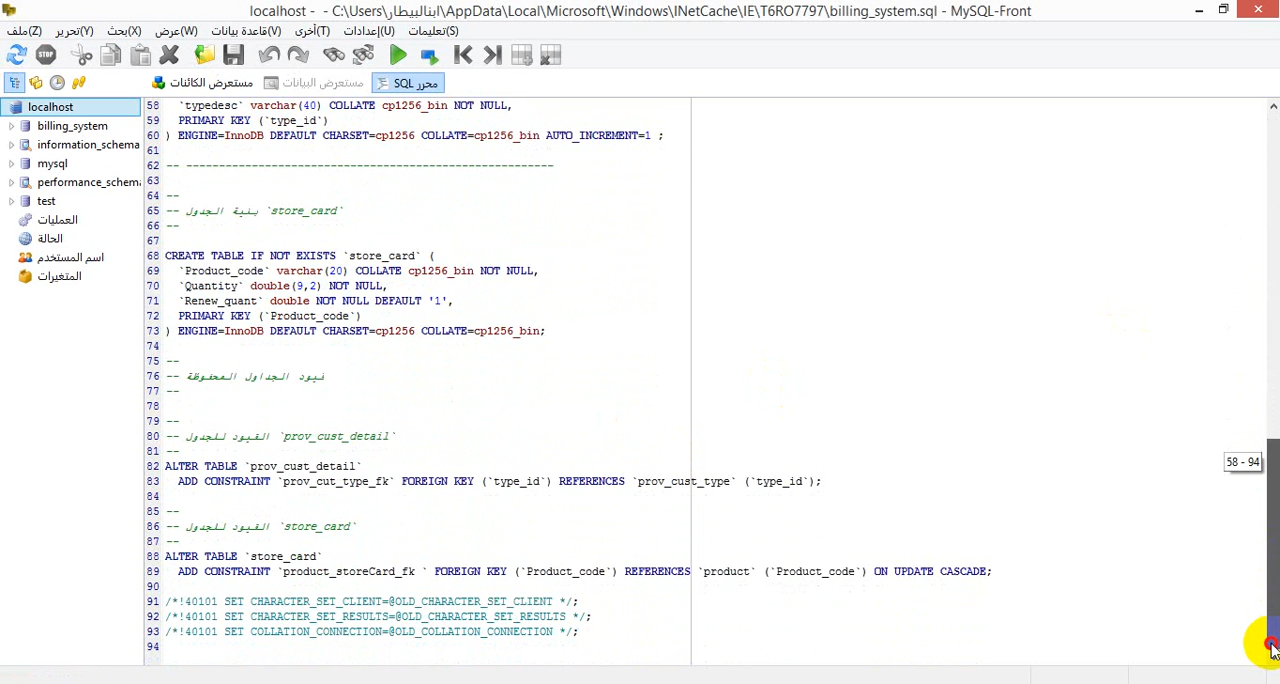 localhost - - C:\Users\ابنالبيطار\AppData\Local\Microsoft\Windows\INetCache\IE\T6RO7797\billing_system.sql - MySQL-Front
ملف(Z) تحرير(Y) بحث(X) عرض(W) قاعدة بيانات(V) أخرى(T) إعدادات(U) تعليمات(S)
STOP
مستعرض الكائنات مستعرض البيانات محرر SQL
localhost
billing_system
information_schema
mysql
performance_schema
test
العمليات
الحالة
اسم المستخدم
المتغيرات
58 `typedesc` varchar(40) COLLATE cp1256_bin NOT NULL,
59 PRIMARY KEY (`type_id`)
60 ) ENGINE=InnoDB DEFAULT CHARSET=cp1256 COLLATE=cp1256_bin AUTO_INCREMENT=1 ;
61
62 -- --------------------------------------------------------
63
64 --
65 -- بنية الجدول `store_card`
66 --
67
68 CREATE TABLE IF NOT EXISTS `store_card` (
69 `Product_code` varchar(20) COLLATE cp1256_bin NOT NULL,
70 `Quantity` double(9,2) NOT NULL,
71 `Renew_quant` double NOT NULL DEFAULT '1',
72 PRIMARY KEY (`Product_code`)
73 ) ENGINE=InnoDB DEFAULT CHARSET=cp1256 COLLATE=cp1256_bin;
74
75 --
76 -- قيود الجداول المحفوظة
77 --
78
79 --
80 -- القيود للجدول `prov_cust_detail`
81 --
82 ALTER TABLE `prov_cust_detail`
83 ADD CONSTRAINT `prov_cut_type_fk` FOREIGN KEY (`type_id`) REFERENCES `prov_cust_type` (`type_id`);
84
85 --
86 -- القيود للجدول `store_card`
87 --
88 ALTER TABLE `store_card`
89 ADD CONSTRAINT `product_storeCard_fk ` FOREIGN KEY (`Product_code`) REFERENCES `product` (`Product_code`) ON UPDATE CASCADE;
90
91 /*!40101 SET CHARACTER_SET_CLIENT=@OLD_CHARACTER_SET_CLIENT */;
92 /*!40101 SET CHARACTER_SET_RESULTS=@OLD_CHARACTER_SET_RESULTS */;
93 /*!40101 SET COLLATION_CONNECTION=@OLD_COLLATION_CONNECTION */;
94
58 - 94